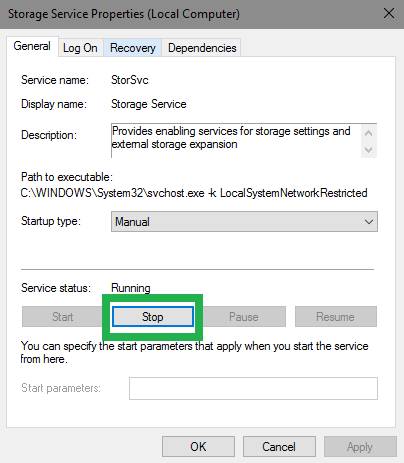 Storage Service Properties (Local Computer)
General Log On Recovery Dependencies
Service name: StorSvc
Display name: Storage Service
Description: Provides enabling services for storage settings and
external storage expansion
Path to executable:
C:\WINDOWS\System32\svchost.exe -k LocalSystemNetworkRestricted
Startup type: Manual
Service status: Running
Start Stop Pause Resume
You can specify the start parameters that apply when you start the service
from here.
Start parameters:
OK Cancel Apply